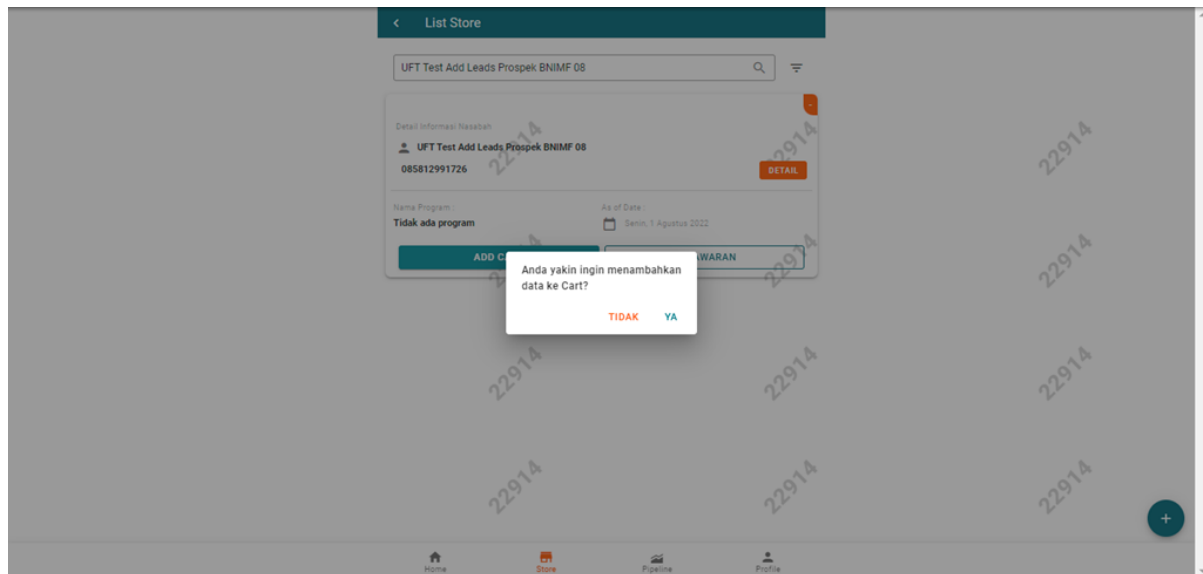 List Store
UFT Test Add Leads Prospek BNIMF 08
-
Detail Informasi Nasabah
UFT Test Add Leads Prospek BNIMF 08
085812991726
DETAIL
Nama Program :
As of Date :
Tidak ada program
Senin, 1 Agustus 2022
ADD C
WARAN
Anda yakin ingin menambahkan
data ke Cart?
TIDAK YA
22914
22914
22914
22914
22914
22914
22914
22914
22914
22914
22914
22914
+
Home
Store
Pipeline
Profile